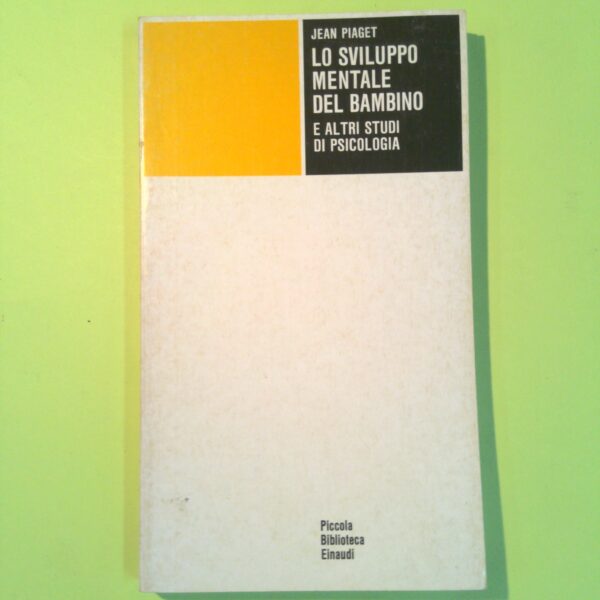 JEAN PIAGET
LO SVILUPPO
MENTALE
DEL BAMBINO
E ALTRI STUDI
DI PSICOLOGIA
Piccola
Biblioteca
Einaudi